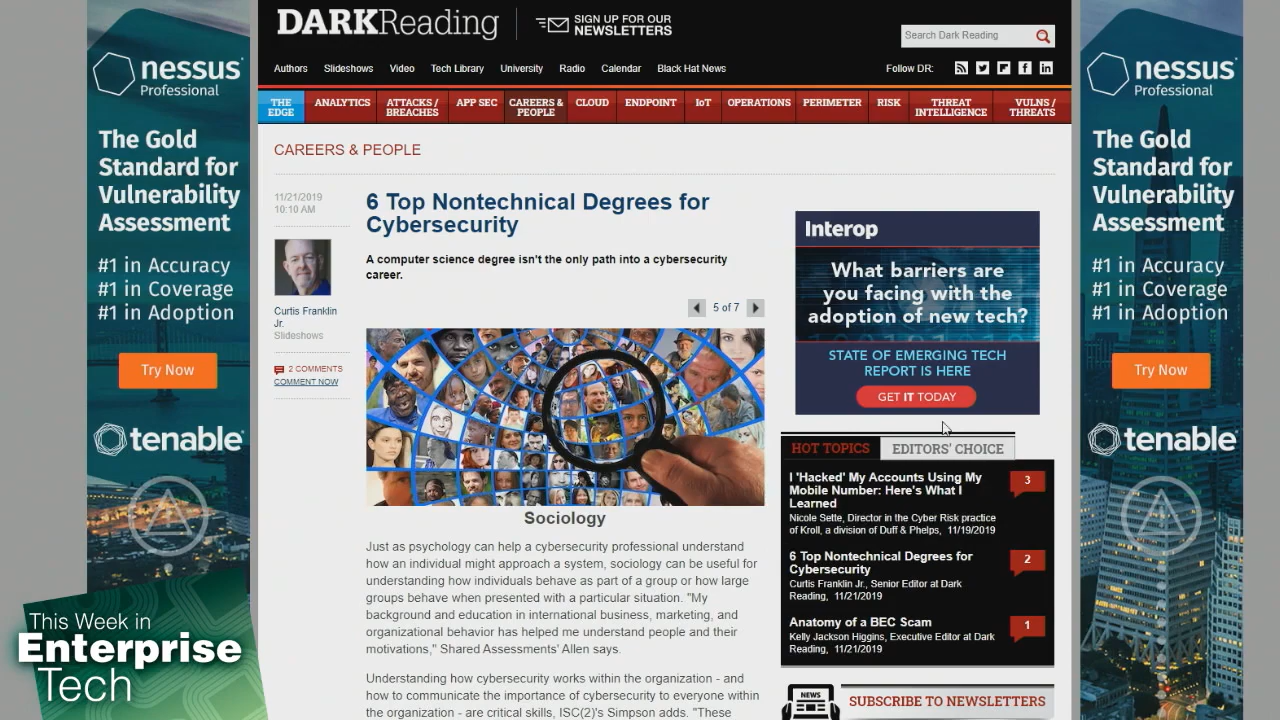 DARKReading
SIGN UP FOR OUR
NEWSLETTERS
Search Dark Reading
Authors Slideshows Video Tech Library University Radio Calendar Black Hat News
Follow DR:
THE EDGE
ANALYTICS
ATTACKS / BREACHES
APP SEC
CAREERS & PEOPLE
CLOUD
ENDPOINT
IoT
OPERATIONS
PERIMETER
RISK
THREAT INTELLIGENCE
VULNS / THREATS
nessus
Professional
The Gold
Standard for
Vulnerability
Assessment
#1 in Accuracy
#1 in Coverage
#1 in Adoption
Try Now
tenable
CAREERS & PEOPLE
11/21/2019
10:10 AM
Curtis Franklin
Jr.
Slideshows
2 COMMENTS
COMMENT NOW
6 Top Nontechnical Degrees for
Cybersecurity
A computer science degree isn't the only path into a cybersecurity
career.
5 of 7
Sociology
Just as psychology can help a cybersecurity professional understand
how an individual might approach a system, sociology can be useful for
understanding how individuals behave as part of a group or how large
groups behave when presented with a particular situation. "My
background and education in international business, marketing, and
organizational behavior has helped me understand people and their
motivations," Shared Assessments' Allen says.
Understanding how cybersecurity works within the organization - and
how to communicate the importance of cybersecurity to everyone within
the organization - are critical skills, ISC(2)'s Simpson adds. "These
Interop
What barriers are
you facing with the
adoption of new tech?
STATE OF EMERGING TECH
REPORT IS HERE
GET IT TODAY
HOT TOPICS
EDITORS' CHOICE
I 'Hacked' My Accounts Using My
Mobile Number: Here's What I
Learned
3
Nicole Sette, Director in the Cyber Risk practice
of Kroll, a division of Duff & Phelps, 11/19/2019
6 Top Nontechnical Degrees for
Cybersecurity
2
Curtis Franklin Jr., Senior Editor at Dark
Reading, 11/21/2019
Anatomy of a BEC Scam
1
Kelly Jackson Higgins, Executive Editor at Dark
Reading, 11/21/2019
NEWS
SUBSCRIBE TO NEWSLETTERS
nessus
Professional
The Gold
Standard for
Vulnerability
Assessment
#1 in Accuracy
#1 in Coverage
#1 in Adoption
Try Now
tenable
This Week in
Enterprise
Tech